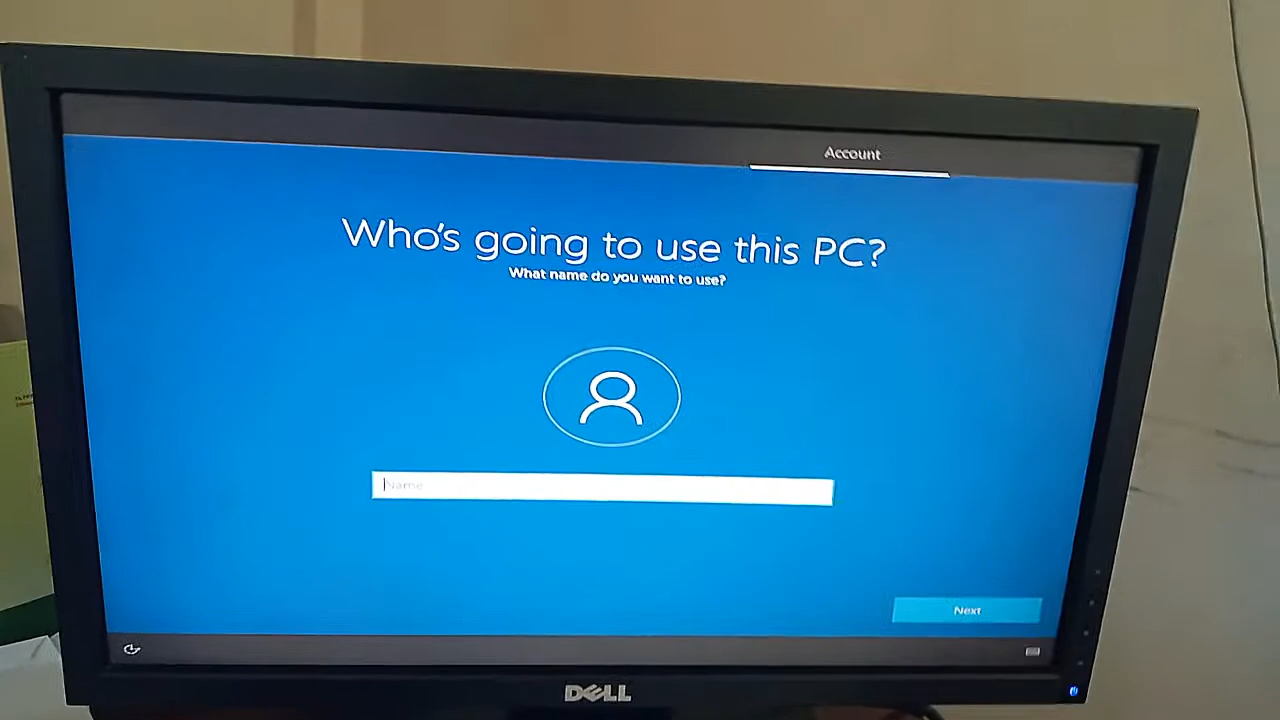 Account
Who's going to use this PC?
What name do you want to use?
Name
Next
DELL